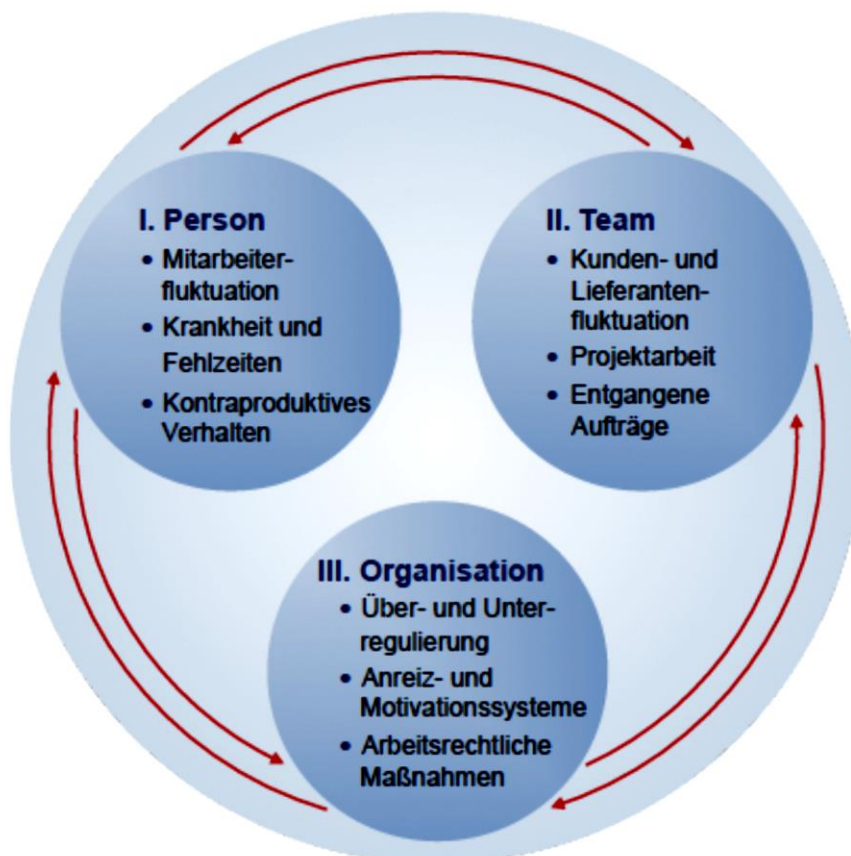 I. Person
• Mitarbeiter-
fluktuation
• Krankheit und
Fehlzeiten
• Kontraproduktives
Verhalten
II. Team
• Kunden- und
Lieferanten-
fluktuation
• Projektarbeit
• Entgangene
Aufträge
III. Organisation
• Über- und Unter-
regulierung
• Anreiz- und
Motivationssysteme
• Arbeitsrechtliche
Maßnahmen